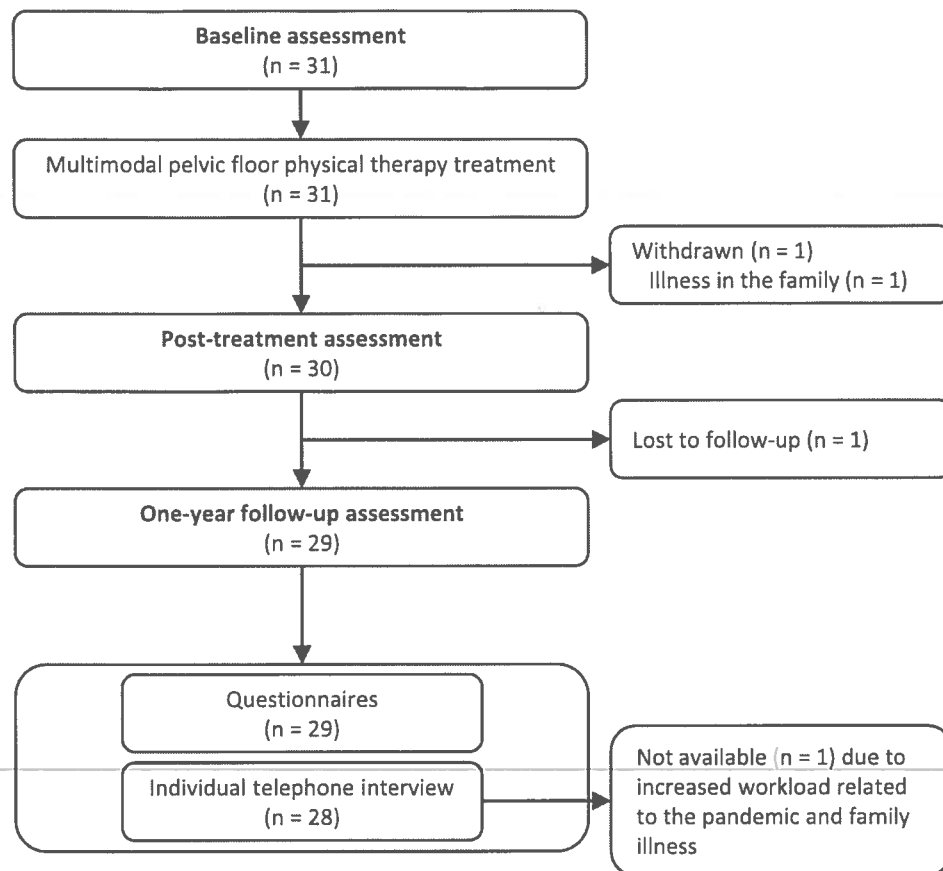 Baseline assessment
(n = 31)
Multimodal pelvic floor physical therapy treatment
(n = 31)
Withdrawn (n = 1)
Illness in the family (n = 1)
Post-treatment assessment
(n = 30)
Lost to follow-up (n = 1)
One-year follow-up assessment
(n = 29)
Questionnaires
(n = 29)
Individual telephone interview
(n = 28)
Not available (n = 1) due to
increased workload related
to the pandemic and family
illness